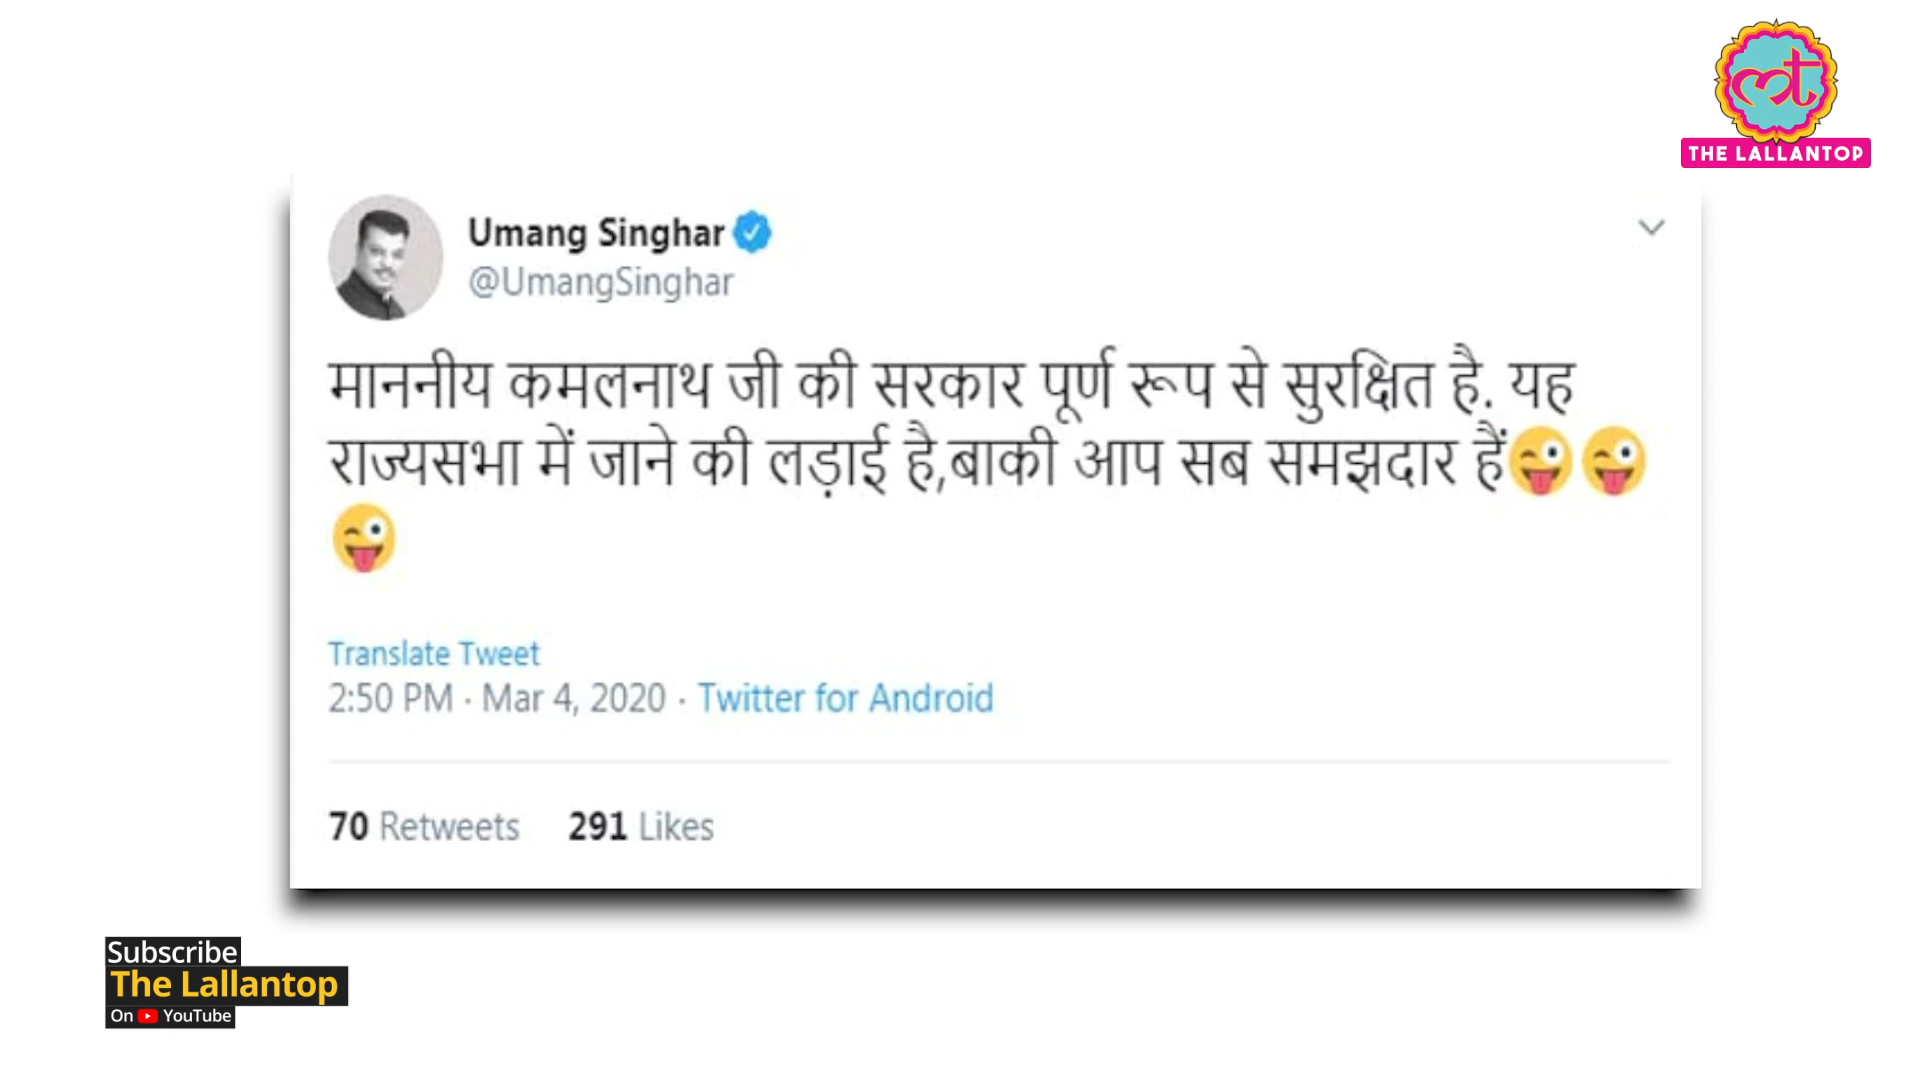 THE LALLANTOP
Umang Singhar
@UmangSinghar
माननीय कमलनाथ जी की सरकार पूर्ण रूप से सुरक्षित है. यह
राज्यसभा में जाने की लड़ाई है,बाकी आप सब समझदार हैं😜😜
😜
Translate Tweet
2:50 PM · Mar 4, 2020 · Twitter for Android
70 Retweets 291 Likes
Subscribe
The Lallantop
On YouTube